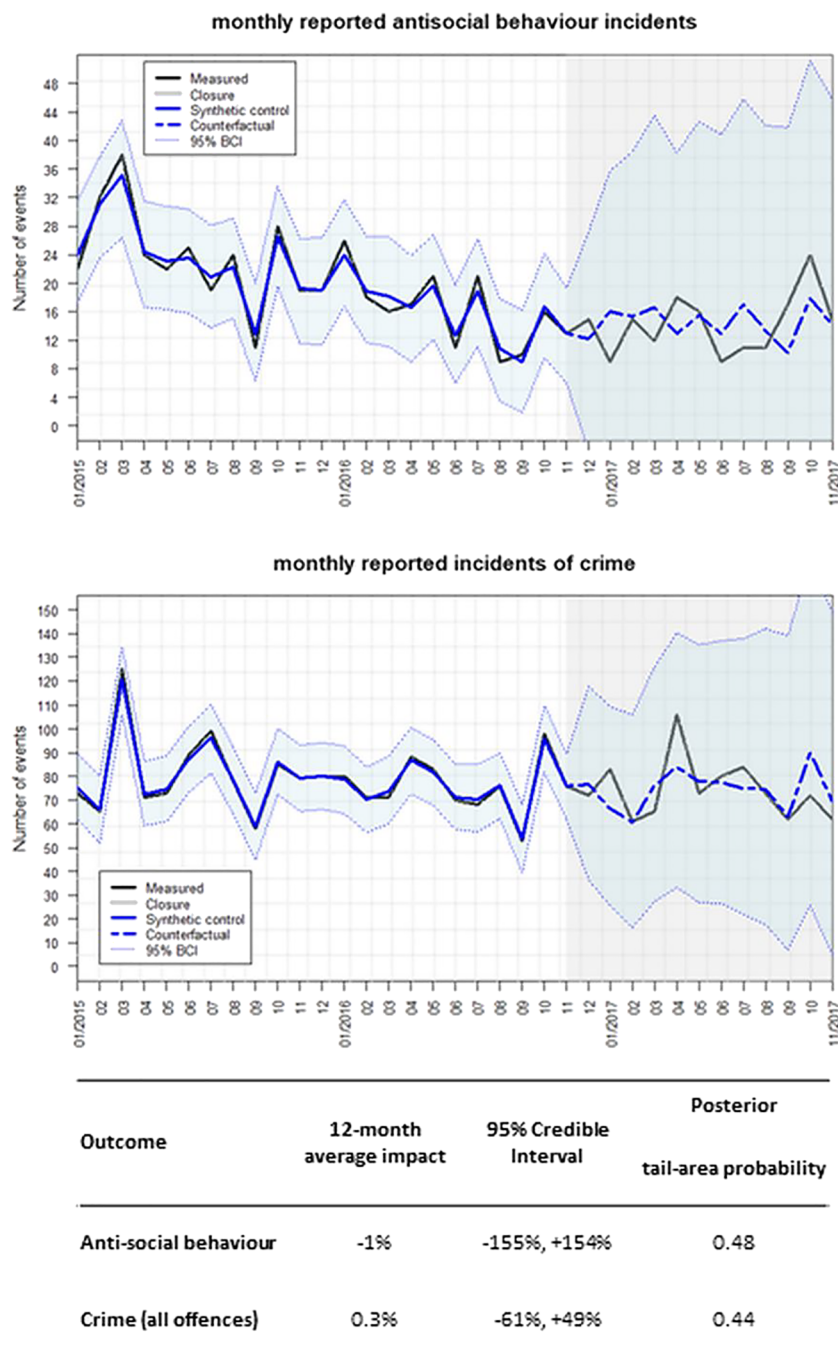 monthly reported antisocial behaviour incidents
Number of events
48
44
40
36
32
28
24
20
16
12
8
4
0
Measured
Closure
Synthetic control
Counterfactual
95% BCI
01/2015 02 03 04 05 06 07 08 09 10 11 12 01/2016 02 03 04 05 06 07 08 09 10 11 12 01/2017 02 03 04 05 06 07 08 09 10 11/2017
monthly reported incidents of crime
Number of events
150
140
130
120
110
100
90
80
70
60
50
40
30
20
10
0
Measured
Closure
Synthetic control
Counterfactual
95% BCI
01/2015 02 03 04 05 06 07 08 09 10 11 12 01/2016 02 03 04 05 06 07 08 09 10 11 12 01/2017 02 03 04 05 06 07 08 09 10 11/2017
Outcome
12-month
average impact
95% Credible
Interval
Posterior
tail-area probability
Anti-social behaviour -1% -155%, +154% 0.48
Crime (all offences) 0.3% -61%, +49% 0.44